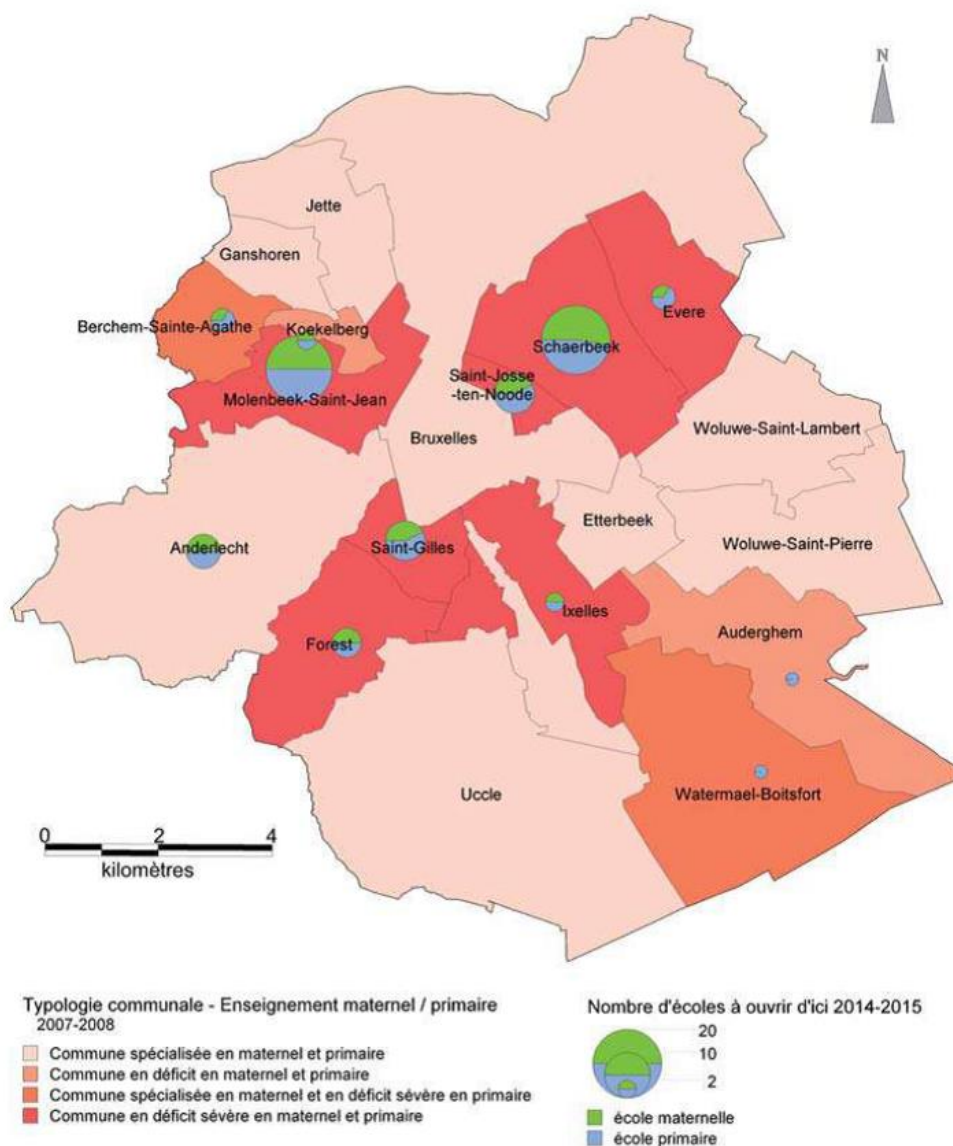 N
Jette
Ganshoren
Berchem-Sainte-Agathe
Koekelberg
Evere
Schaerbeek
Molenbeek-Saint-Jean
Saint-Josse
-ten-Noode
Bruxelles
Woluwe-Saint-Lambert
Etterbeek
Woluwe-Saint-Pierre
Anderlecht
Saint-Gilles
Ixelles
Forest
Auderghem
Uccle
Watermael-Boitsfort
0 2 4
kilomètres
Typologie communale - Enseignement maternel / primaire
2007-2008
Commune spécialisée en maternel et primaire
Commune en déficit en maternel et primaire
Commune spécialisée en maternel et en déficit sévère en primaire
Commune en déficit sévère en maternel et primaire
Nombre d'écoles à ouvrir d'ici 2014-2015
20
10
2
école maternelle
école primaire